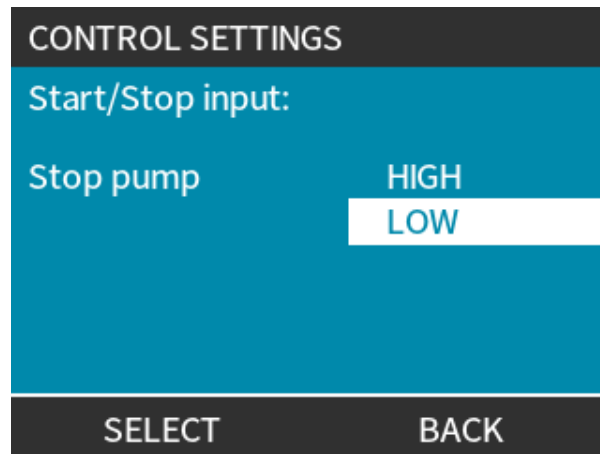 CONTROL SETTINGS
Start/Stop input:
Stop pump HIGH
LOW
SELECT BACK